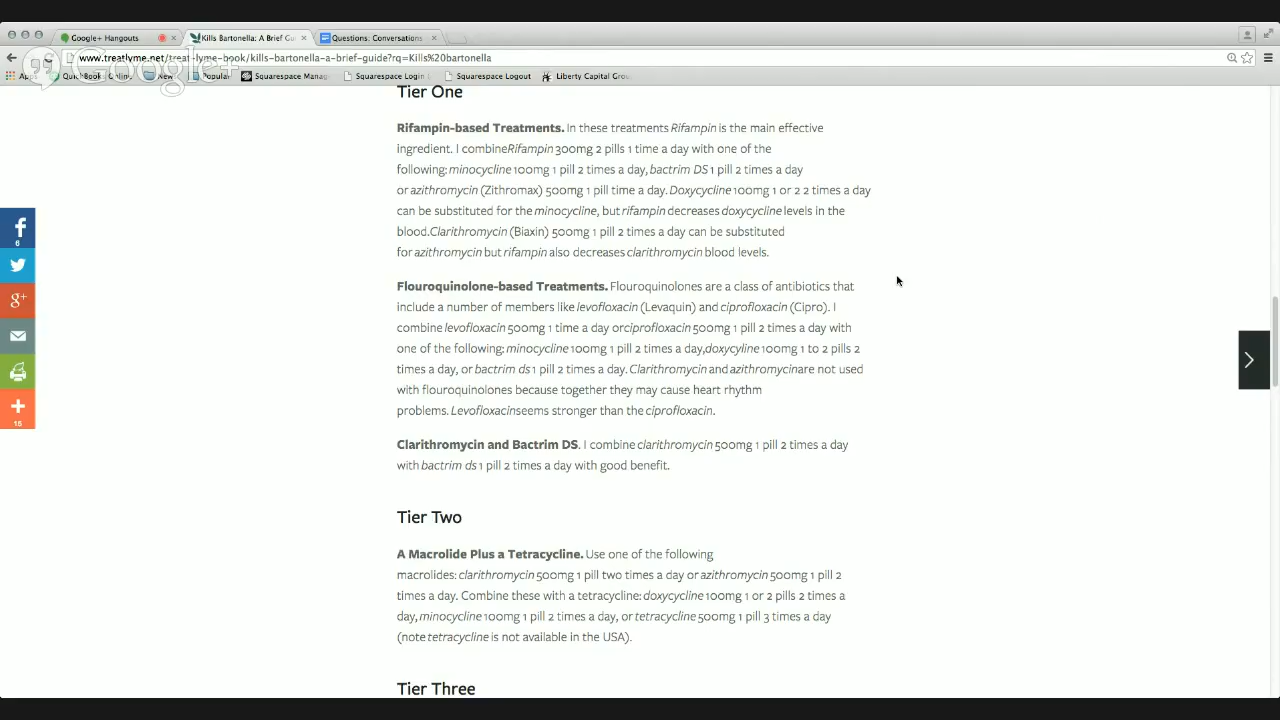 Google+ Hangouts
Kills Bartonella: A Brief Gu
Questions: Conversations
www.treatlyme.net/treat-lyme-book/kills-bartonella-a-brief-guide?rq=Kills%20bartonella
Google+
QuickBook Onlin
New
Popular
Squarespace Manag
Squarespace Login
Squarespace Logout
Liberty Capital Grou
Tier One
Rifampin-based Treatments. In these treatments Rifampin is the main effective
ingredient. I combineRifampin 300mg 2 pills 1 time a day with one of the
following: minocycline 100mg 1 pill 2 times a day, bactrim DS 1 pill 2 times a day
or azithromycin (Zithromax) 500mg 1 pill time a day. Doxycycline 100mg 1 or 2 2 times a day
can be substituted for the minocycline, but rifampin decreases doxycycline levels in the
blood.Clarithromycin (Biaxin) 500mg 1 pill 2 times a day can be substituted
for azithromycin but rifampin also decreases clarithromycin blood levels.
Flouroquinolone-based Treatments. Flouroquinolones are a class of antibiotics that
include a number of members like levofloxacin (Levaquin) and ciprofloxacin (Cipro). I
combine levofloxacin 500mg 1 time a day orciprofloxacin 500mg 1 pill 2 times a day with
one of the following: minocycline 100mg 1 pill 2 times a day,doxycyline 100mg 1 to 2 pills 2
times a day, or bactrim ds 1 pill 2 times a day. Clarithromycin and azithromycinare not used
with flouroquinolones because together they may cause heart rhythm
problems. Levofloxacinseems stronger than the ciprofloxacin.
Clarithromycin and Bactrim DS. I combine clarithromycin 500mg 1 pill 2 times a day
with bactrim ds 1 pill 2 times a day with good benefit.
Tier Two
A Macrolide Plus a Tetracycline. Use one of the following
macrolides: clarithromycin 500mg 1 pill two times a day or azithromycin 500mg 1 pill 2
times a day. Combine these with a tetracycline: doxycycline 100mg 1 or 2 pills 2 times a
day, minocycline 100mg 1 pill 2 times a day, or tetracycline 500mg 1 pill 3 times a day
(note tetracycline is not available in the USA).
Tier Three
6
g+
15